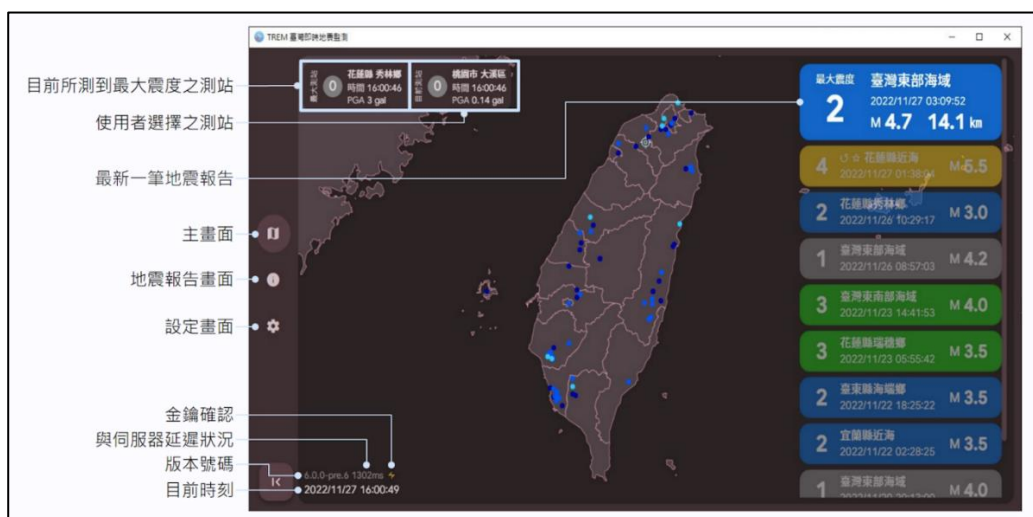 TREM 臺灣即時地震監測
目前所測到最大震度之測站
使用者選擇之測站
最新一筆地震報告
主畫面
地震報告畫面
設定畫面
金鑰確認
與伺服器延遲狀況
版本號碼
目前時刻
最大測站
0
花蓮縣 秀林鄉
時間 16:00:46
PGA 3 gal
目前測站
0
桃園市 大溪區
時間 16:00:46
PGA 0.14 gal
6.0.0-pre.6 1302ms
2022/11/27 16:00:49
最大震度
2
臺灣東部海域
2022/11/27 03:09:52
M 4.7 14.1 km
4
花蓮縣近海
2022/11/27 01:38:04
M 5.5
2
花蓮縣秀林鄉
2022/11/26 10:29:17
M 3.0
1
臺灣東部海域
2022/11/26 08:57:03
M 4.2
3
臺灣東南部海域
2022/11/23 14:41:53
M 4.0
3
花蓮縣瑞穗鄉
2022/11/23 05:55:42
M 3.5
2
臺東縣海端鄉
2022/11/22 18:25:22
M 3.5
2
宜蘭縣近海
2022/11/22 02:28:25
M 3.5
1
臺灣東部海域
M 4.0